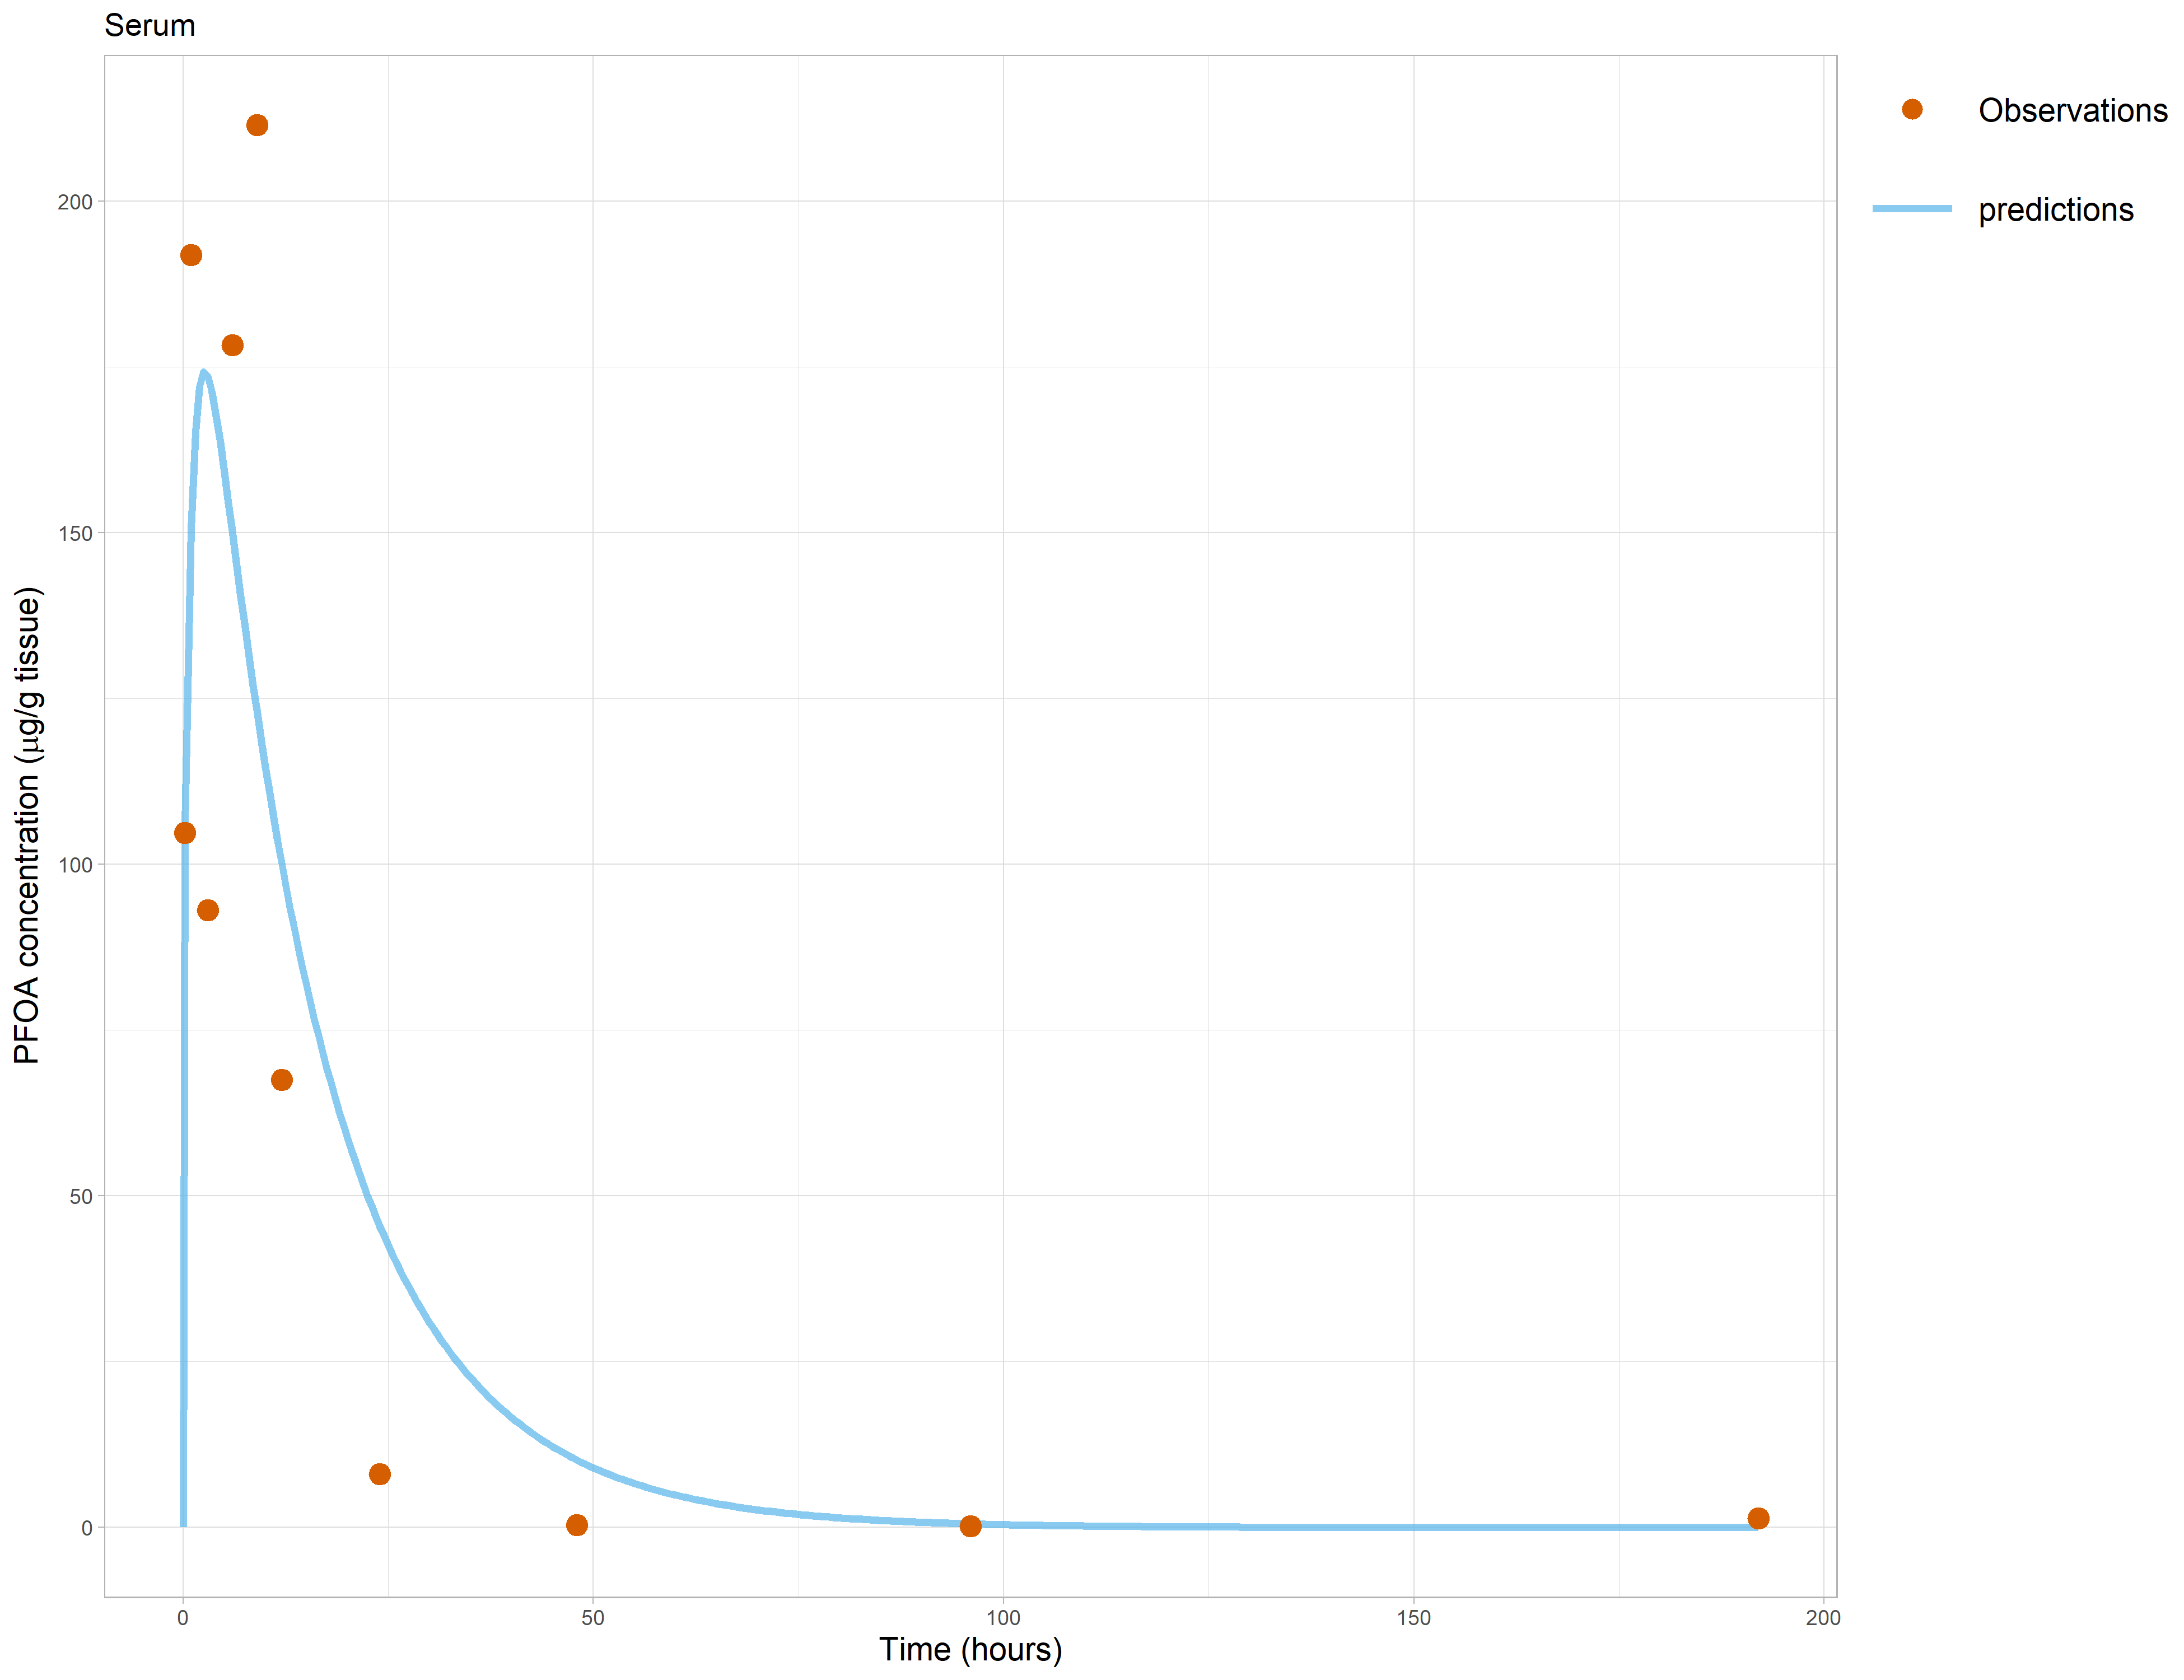 Serum
Observations
predictions
PFOA concentration (μg/g tissue)
200
150
100
50
0
0
50
100
150
200
Time (hours)